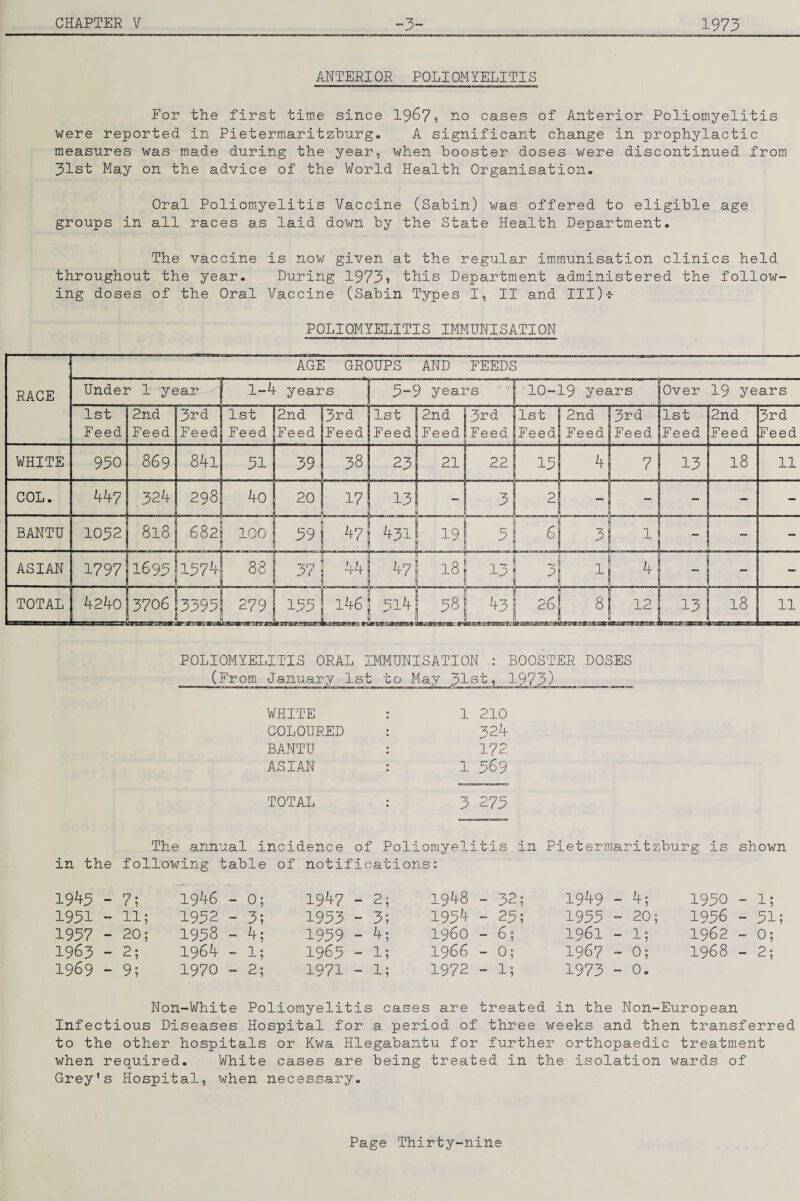 CHAPTER V -3- 1973
ANTERIOR POLIOMYELITIS
For the first time since 1967, no cases of Anterior Poliomyelitis
were reported in Pietermaritzburg. A significant change in prophylactic
measures was made during the year, when booster doses were discontinued from
31st May on the advice of the World Health Organisation.
Oral Poliomyelitis Vaccine (Sabin) was offered to eligible age
groups in all races as laid down by the State Health Department.
The vaccine is now given at the regular immunisation clinics held
throughout the year. During 1973, this Department administered the follow-
ing doses of the Oral Vaccine (Sabin Types I, II and III)÷
POLIOMYELITIS IMMUNISATION
RACE AGE GROUPS AND FEEDS
Under 1 year 1-4 years 5-9 years 10-19 years Over 19 years
1st Feed 2nd Feed 3rd Feed 1st Feed 2nd Feed 3rd Feed 1st Feed 2nd Feed 3rd Feed 1st Feed 2nd Feed 3rd Feed 1st Feed 2nd Feed 3rd Feed
WHITE 950 869 841 51 39 38 23 21 22 15 4 7 13 18 11
COL. 447 324 298 40 20 17 13 - 3 2 - - - - -
BANTU 1052 818 682 100 59 47 431 19 5 6 3 1 - - -
ASIAN 1797 1695 1574 88 37 44 47 18 13 3 1 4 - - -
TOTAL 4240 3706 3395 279 155 146 514 58 43 26 8 12 13 18 11
POLIOMYELITIS ORAL IMMUNISATION : BOOSTER DOSES
(From January 1st to May 31st, 1973)
WHITE : 1 210
COLOURED : 324
BANTU : 172
ASIAN : 1 569
TOTAL : 3 275
The annual incidence of Poliomyelitis in Pietermaritzburg is shown
in the following table of notifications:
1945 - 7; 1946 - 0; 1947 - 2; 1948 - 32; 1949 - 4; 1950 - 1;
1951 - 11; 1952 - 3; 1953 - 3; 1954 - 25; 1955 - 20; 1956 - 51;
1957 - 20; 1958 - 4; 1959 - 4; 1960 - 6; 1961 - 1; 1962 - 0;
1963 - 2; 1964 - 1; 1965 - 1; 1966 - 0; 1967 - 0; 1968 - 2;
1969 - 9; 1970 - 2; 1971 - 1; 1972 - 1; 1973 - 0.
Non-White Poliomyelitis cases are treated in the Non-European
Infectious Diseases Hospital for a period of three weeks and then transferred
to the other hospitals or Kwa Hlegabantu for further orthopaedic treatment
when required. White cases are being treated in the isolation wards of
Grey's Hospital, when necessary.
Page Thirty-nine